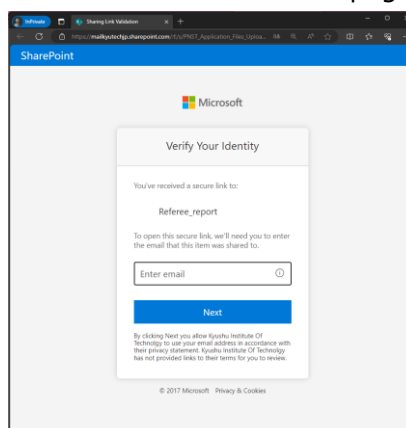 InPrivate
Sharing Link Validation
https://mailkyutechjp.sharepoint.com/:f:/s/PNST_Application_Files_Uploa...
SharePoint
Microsoft
Verify Your Identity
You've received a secure link to:
Referee_report
To open this secure link, we'll need you to enter
the email that this item was shared to.
Enter email
Next
By clicking Next you allow Kyushu Institute Of
Technolgy to use your email address in accordance with
their privacy statement. Kyushu Institute Of Technolgy
has not provided links to their terms for you to review.
© 2017 Microsoft Privacy & Cookies